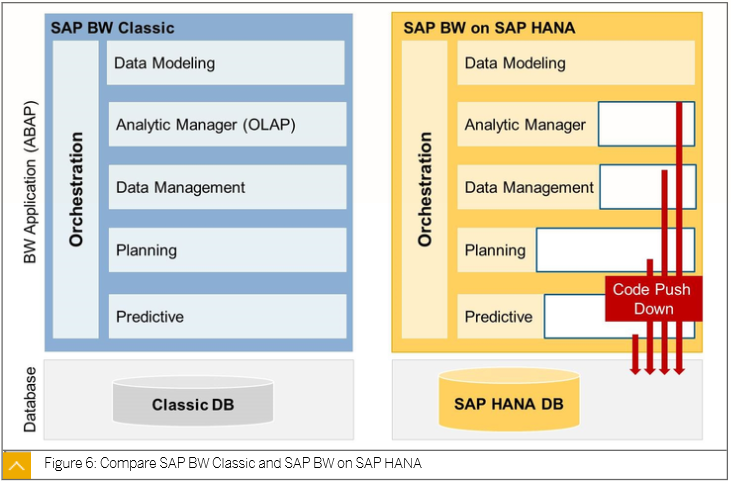 SAP BW Classic
BW Application (ABAP)
Orchestration
Data Modeling
Analytic Manager (OLAP)
Data Management
Planning
Predictive
Database
Classic DB
SAP BW on SAP HANA
Orchestration
Data Modeling
Analytic Manager
Data Management
Planning
Predictive
Code Push
Down
SAP HANA DB
Figure 6: Compare SAP BW Classic and SAP BW on SAP HANA